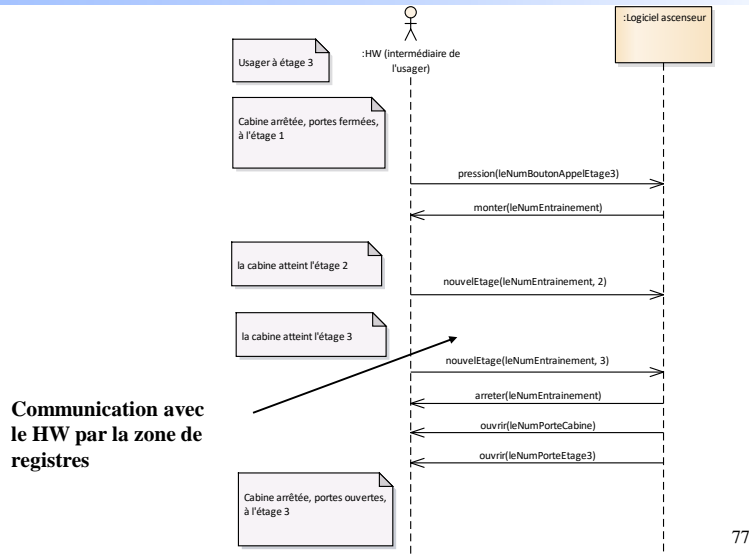 :Logiciel ascenseur
:HW (intermédiaire de
l'usager)
Usager à étage 3
Cabine arrêtée, portes fermées,
à l'étage 1
pression(leNumBoutonAppelEtage3)
monter(leNumEntrainement)
la cabine atteint l'étage 2
nouvelEtage(leNumEntrainement, 2)
la cabine atteint l'étage 3
nouvelEtage(leNumEntrainement, 3)
arreter(leNumEntrainement)
Communication avec
le HW par la zone de
registres
ouvrir(leNumPorteCabine)
ouvrir(leNumPorteEtage3)
Cabine arrêtée, portes ouvertes,
à l'étage 3
77